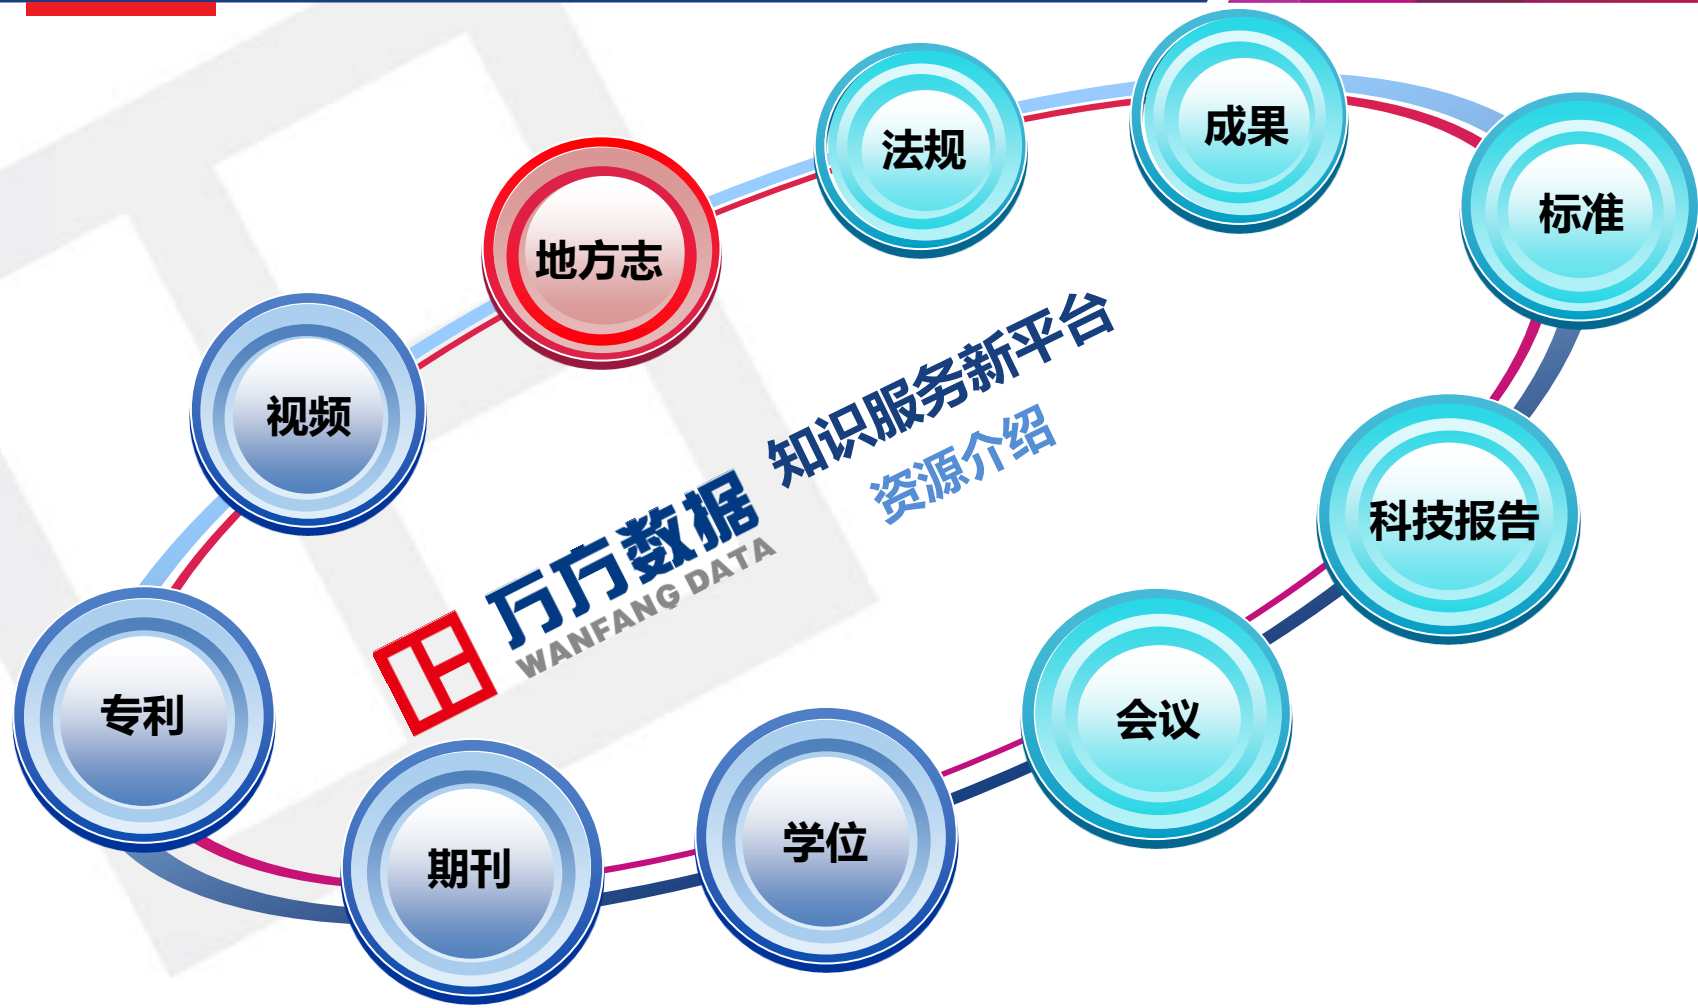 成果
法规
标准
地方志
知识服务新平台
资源介绍
视频
万方数据
WANFANG DATA
科技报告
专利
会议
学位
期刊